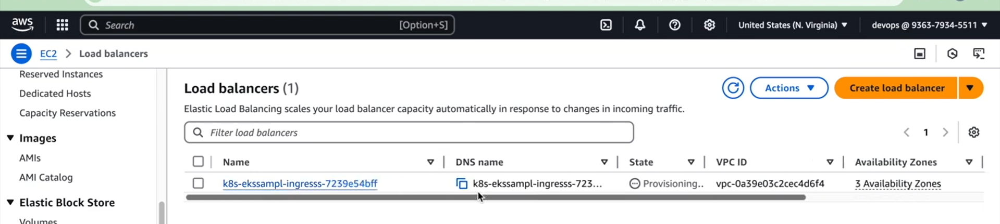 aws
Search [Option+S]
United States (N. Virginia) ▼
devops @ 9363-7934-5511 ▼
EC2 > Load balancers
Reserved Instances
Dedicated Hosts
Capacity Reservations
▼ Images
AMIs
AMI Catalog
▼ Elastic Block Store
Volumes
Load balancers (1)
Actions ▼
Create load balancer
Elastic Load Balancing scales your load balancer capacity automatically in response to changes in incoming traffic.
Filter load balancers
< 1 >
Name DNS name State VPC ID Availability Zones
k8s-ekssampl-ingresss-7239e54bff k8s-ekssampl-ingresss-723... Provisioning.. vpc-0a39e03c2cec4d6f4 3 Availability Zones